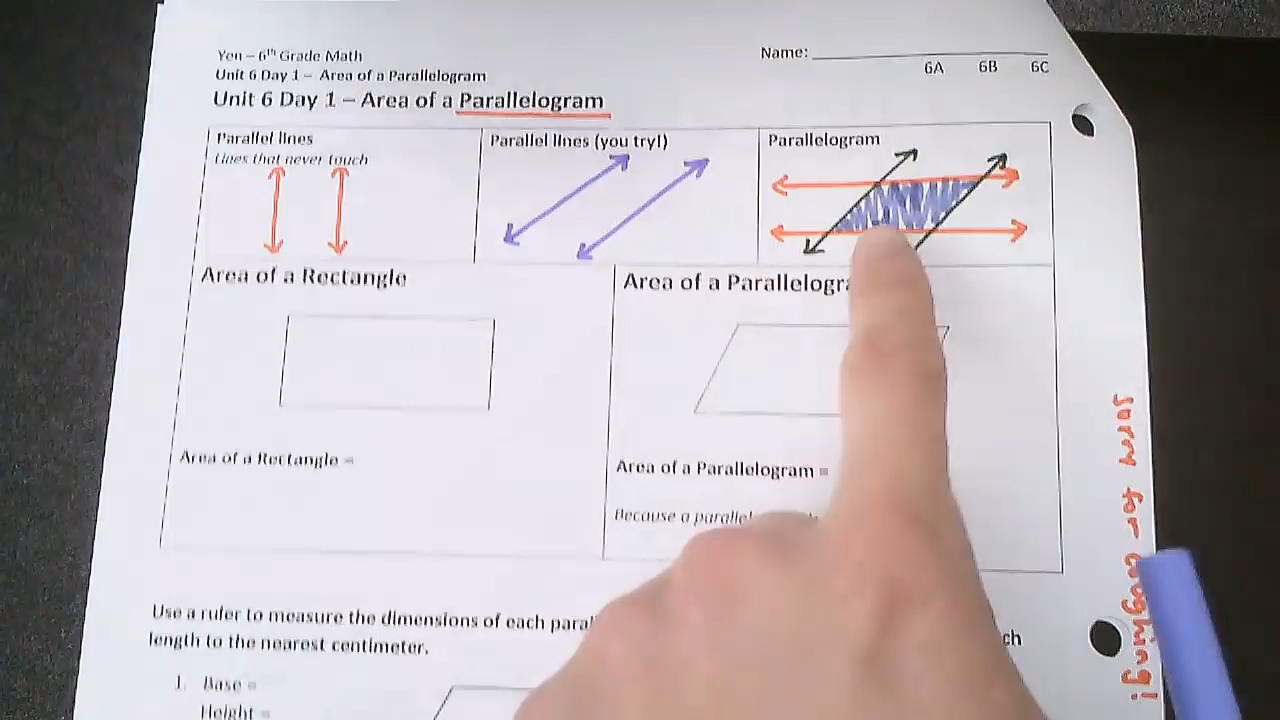 Yen – 6th Grade Math
Name:
Unit 6 Day 1 – Area of a Parallelogram
6A 6B 6C
Unit 6 Day 1 – Area of a Parallelogram
Parallel lines
Lines that never touch
Parallel lines (you try!)
Parallelogram
Area of a Rectangle
Area of a Parallelogra
Area of a Rectangle =
Area of a Parallelogram =
Because a parallel
Use a ruler to measure the dimensions of each paral
ch
length to the nearest centimeter.
1. Base =
Height =
sorry for coughing!